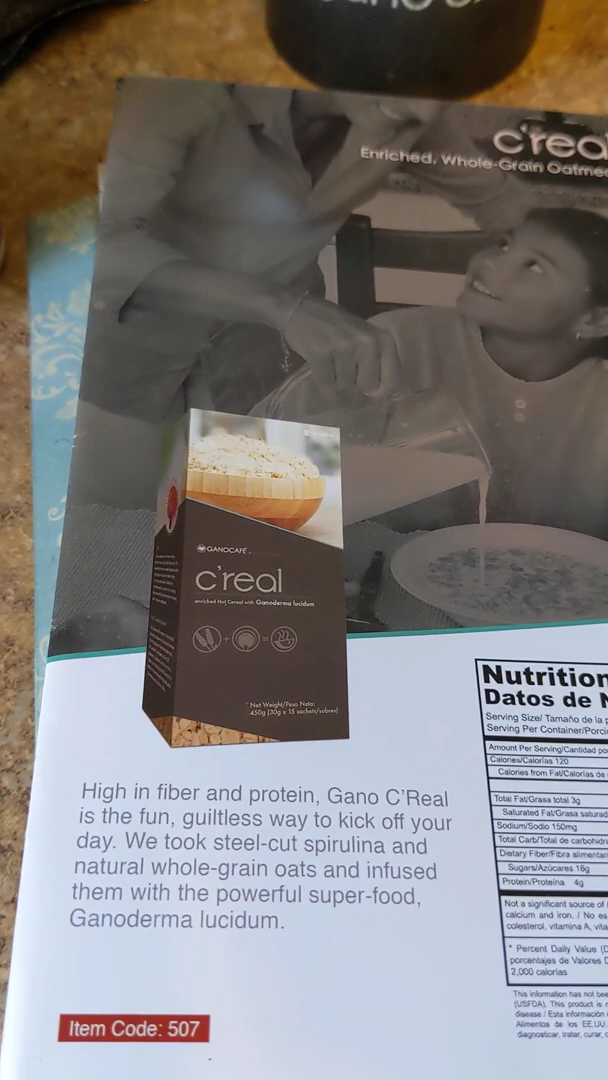 c'rea
Enriched, Whole-Grain Oatme
GANOCAFÉ
c'real
enriched Hot Cereal with Ganoderma lucidum
+ =
Net Weight/Peso Neto:
450g (30g x 15 sachets/sobres)
High in fiber and protein, Gano C'Real
is the fun, guiltless way to kick off your
day. We took steel-cut spirulina and
natural whole-grain oats and infused
them with the powerful super-food,
Ganoderma lucidum.
Item Code: 507
Nutrition
Datos de N
Serving Size/ Tamaño de la p
Serving Per Container/Porcio
Amount Per Serving/Cantidad po
Calories/Calorías 120
Calories from Fat/Calorías de
Total Fat/Grasa total 3g
Saturated Fat/Grasa saturad
Sodium/Sodio 150mg
Total Carb/Total de carbohidr
Dietary Fiber/Fibra alimentar
Sugars/Azúcares 16g
Protein/Proteína 4g
Not a significant source of
calcium and iron. / No es
colesterol, vitamina A, vita
* Percent Daily Value (D
porcentajes de Valores D
2,000 calorias
This information has not bee
(USFDA). This product is n
disease / Esta información
Alimentos de los EE.UU.
diagnosticar, tratar, curar,